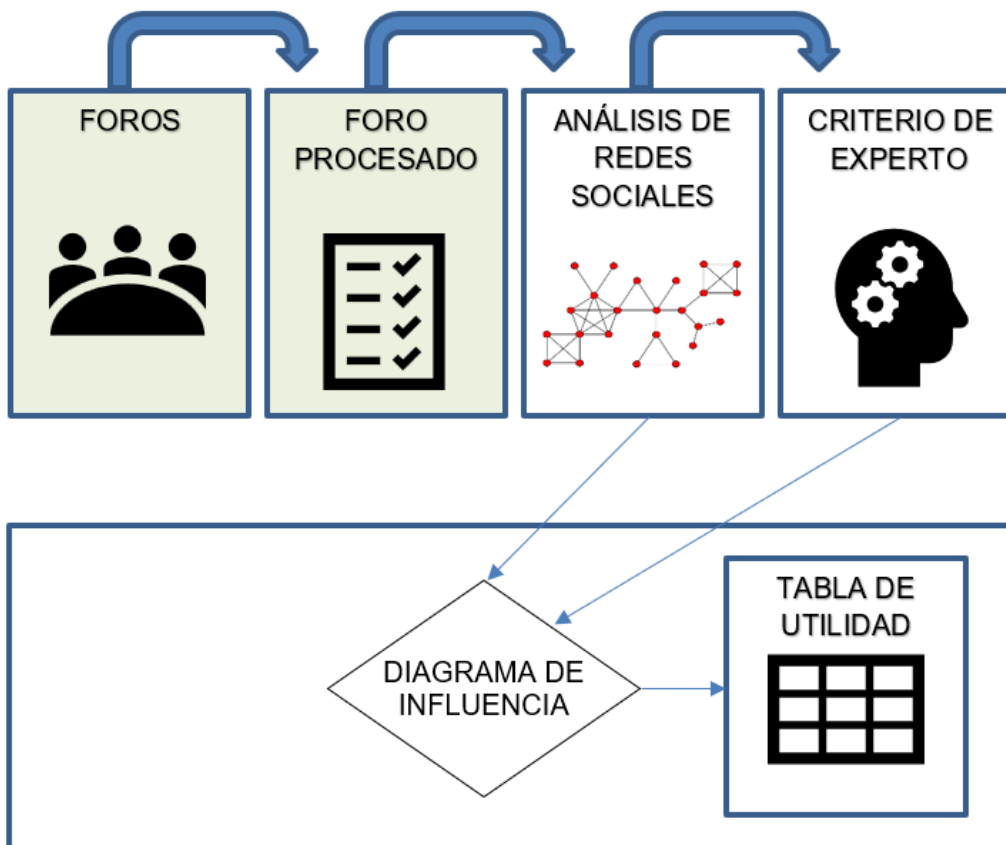 FOROS
FORO
PROCESADO
ANÁLISIS DE
REDES
SOCIALES
CRITERIO DE
EXPERTO
DIAGRAMA DE
INFLUENCIA
TABLA DE
UTILIDAD